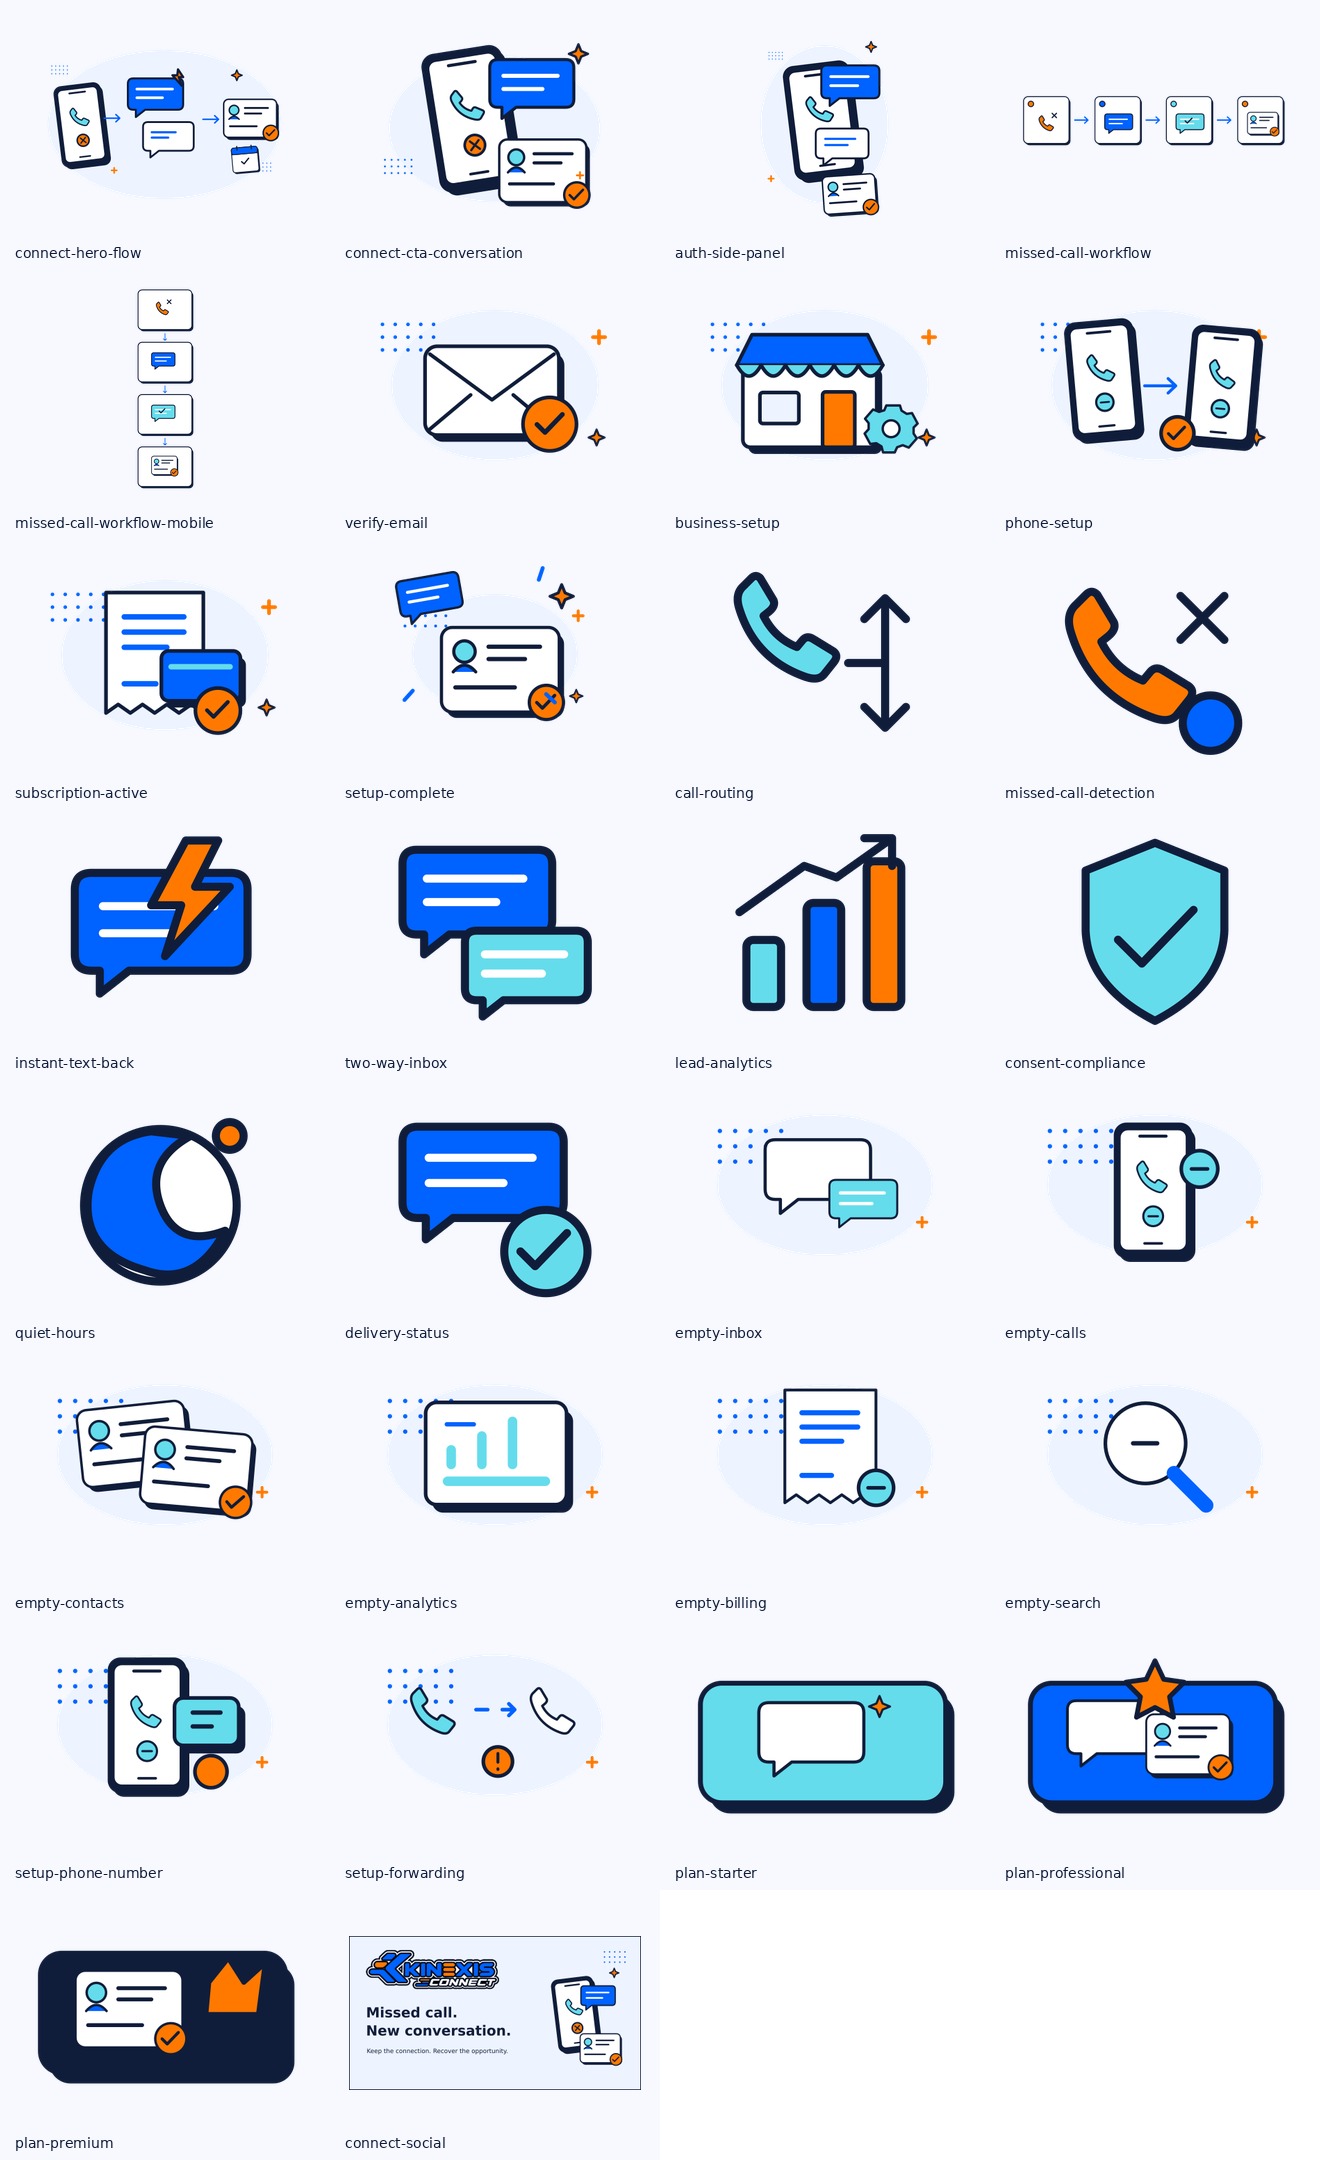 connect-hero-flow
connect-cta-conversation
auth-side-panel
missed-call-workflow
missed-call-workflow-mobile
verify-email
business-setup
phone-setup
subscription-active
setup-complete
call-routing
missed-call-detection
instant-text-back
two-way-inbox
lead-analytics
consent-compliance
quiet-hours
delivery-status
empty-inbox
empty-calls
empty-contacts
empty-analytics
empty-billing
empty-search
setup-phone-number
setup-forwarding
plan-starter
plan-professional
KINEXIS
CONNECT
Missed call.
New conversation.
Keep the connection. Recover the opportunity.
plan-premium
connect-social